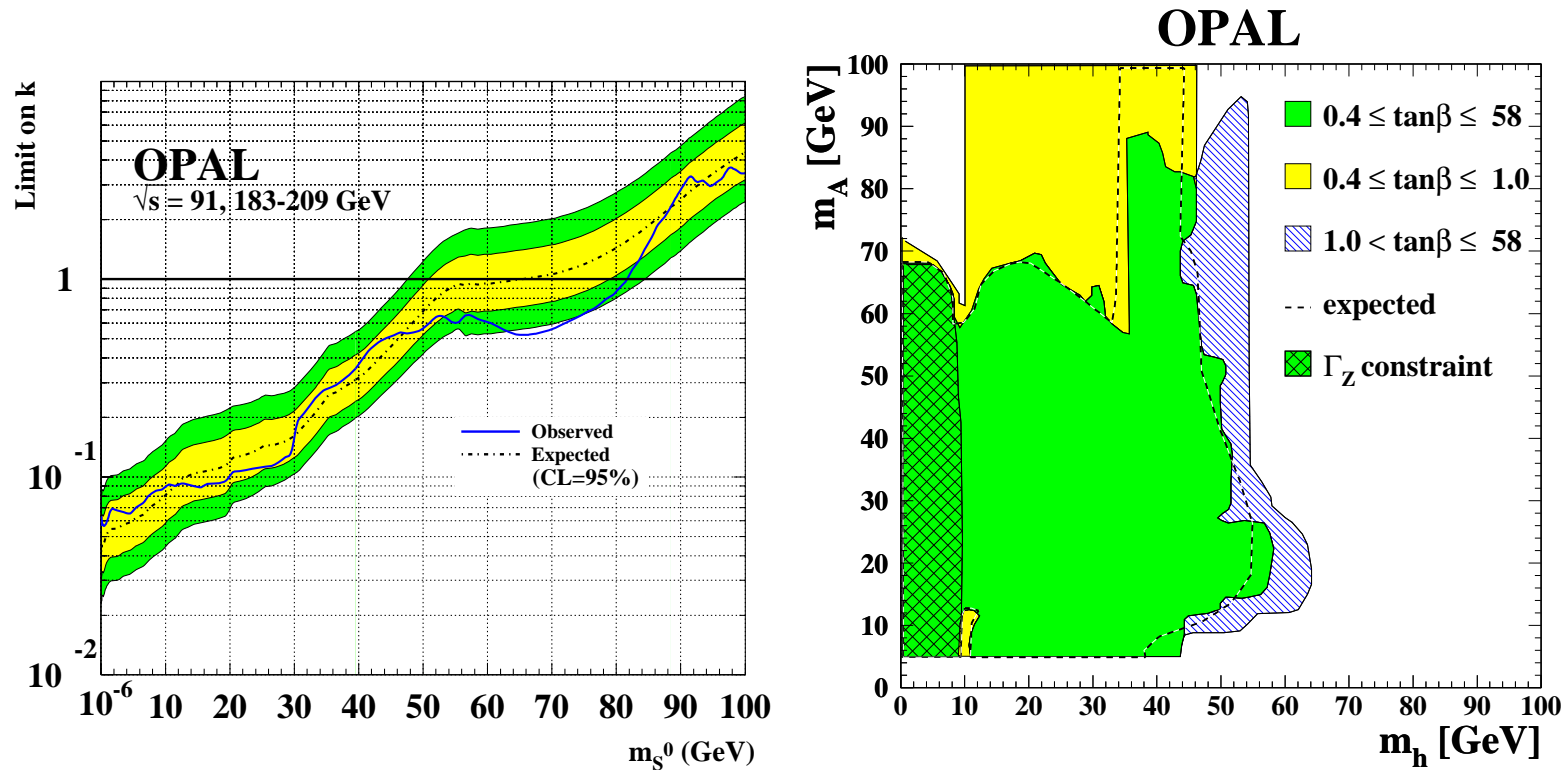 Limit on k
OPAL
√s = 91, 183-209 GeV
1
10⁻¹
10⁻²
Observed
Expected
(CL=95%)
10⁻⁶ 10 20 30 40 50 60 70 80 90 100
m_S⁰ (GeV)
OPAL
m_A [GeV]
100
90
80
70
60
50
40
30
20
10
0
0.4 ≤ tanβ ≤ 58
0.4 ≤ tanβ ≤ 1.0
1.0 < tanβ ≤ 58
expected
Γ_Z constraint
0 10 20 30 40 50 60 70 80 90 100
m_h [GeV]